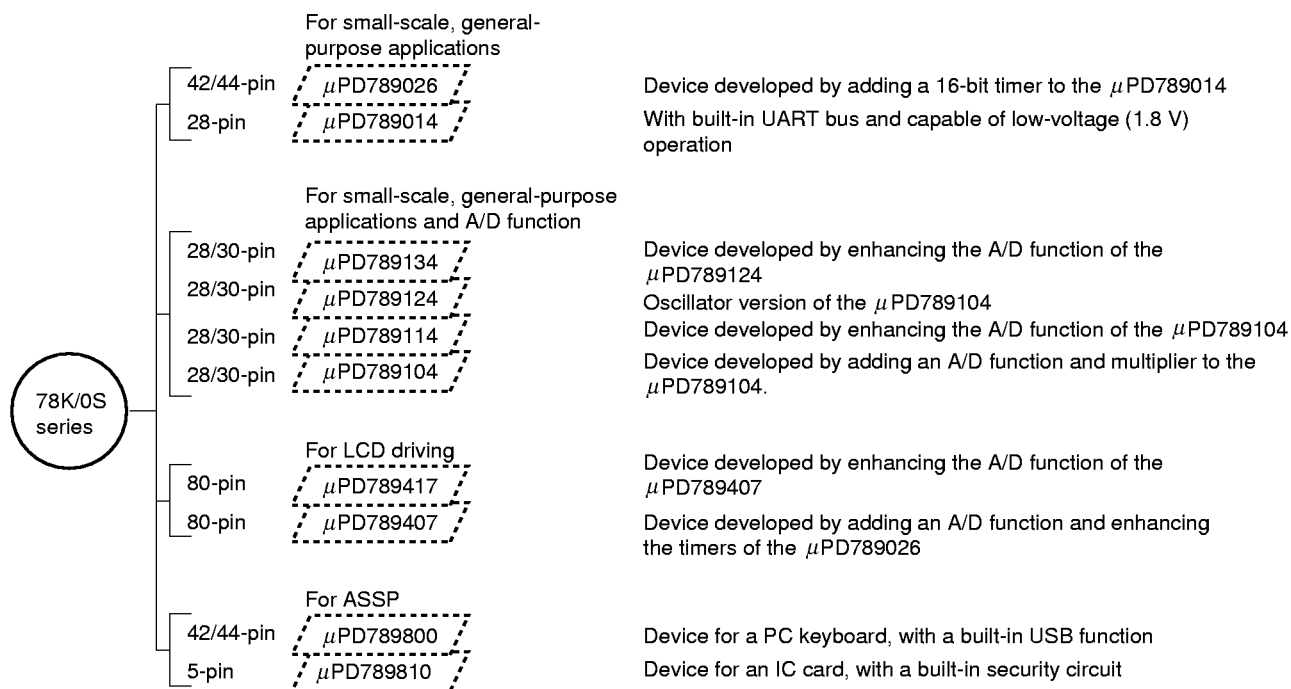 For small-scale, general-
purpose applications
42/44-pin μPD789026 Device developed by adding a 16-bit timer to the μPD789014
28-pin μPD789014 With built-in UART bus and capable of low-voltage (1.8 V)
operation
For small-scale, general-purpose
applications and A/D function
28/30-pin μPD789134 Device developed by enhancing the A/D function of the
μPD789124
28/30-pin μPD789124 Oscillator version of the μPD789104
28/30-pin μPD789114 Device developed by enhancing the A/D function of the μPD789104
28/30-pin μPD789104 Device developed by adding an A/D function and multiplier to the
μPD789104.
78K/0S
series
For LCD driving
80-pin μPD789417 Device developed by enhancing the A/D function of the
μPD789407
80-pin μPD789407 Device developed by adding an A/D function and enhancing
the timers of the μPD789026
For ASSP
42/44-pin μPD789800 Device for a PC keyboard, with a built-in USB function
5-pin μPD789810 Device for an IC card, with a built-in security circuit